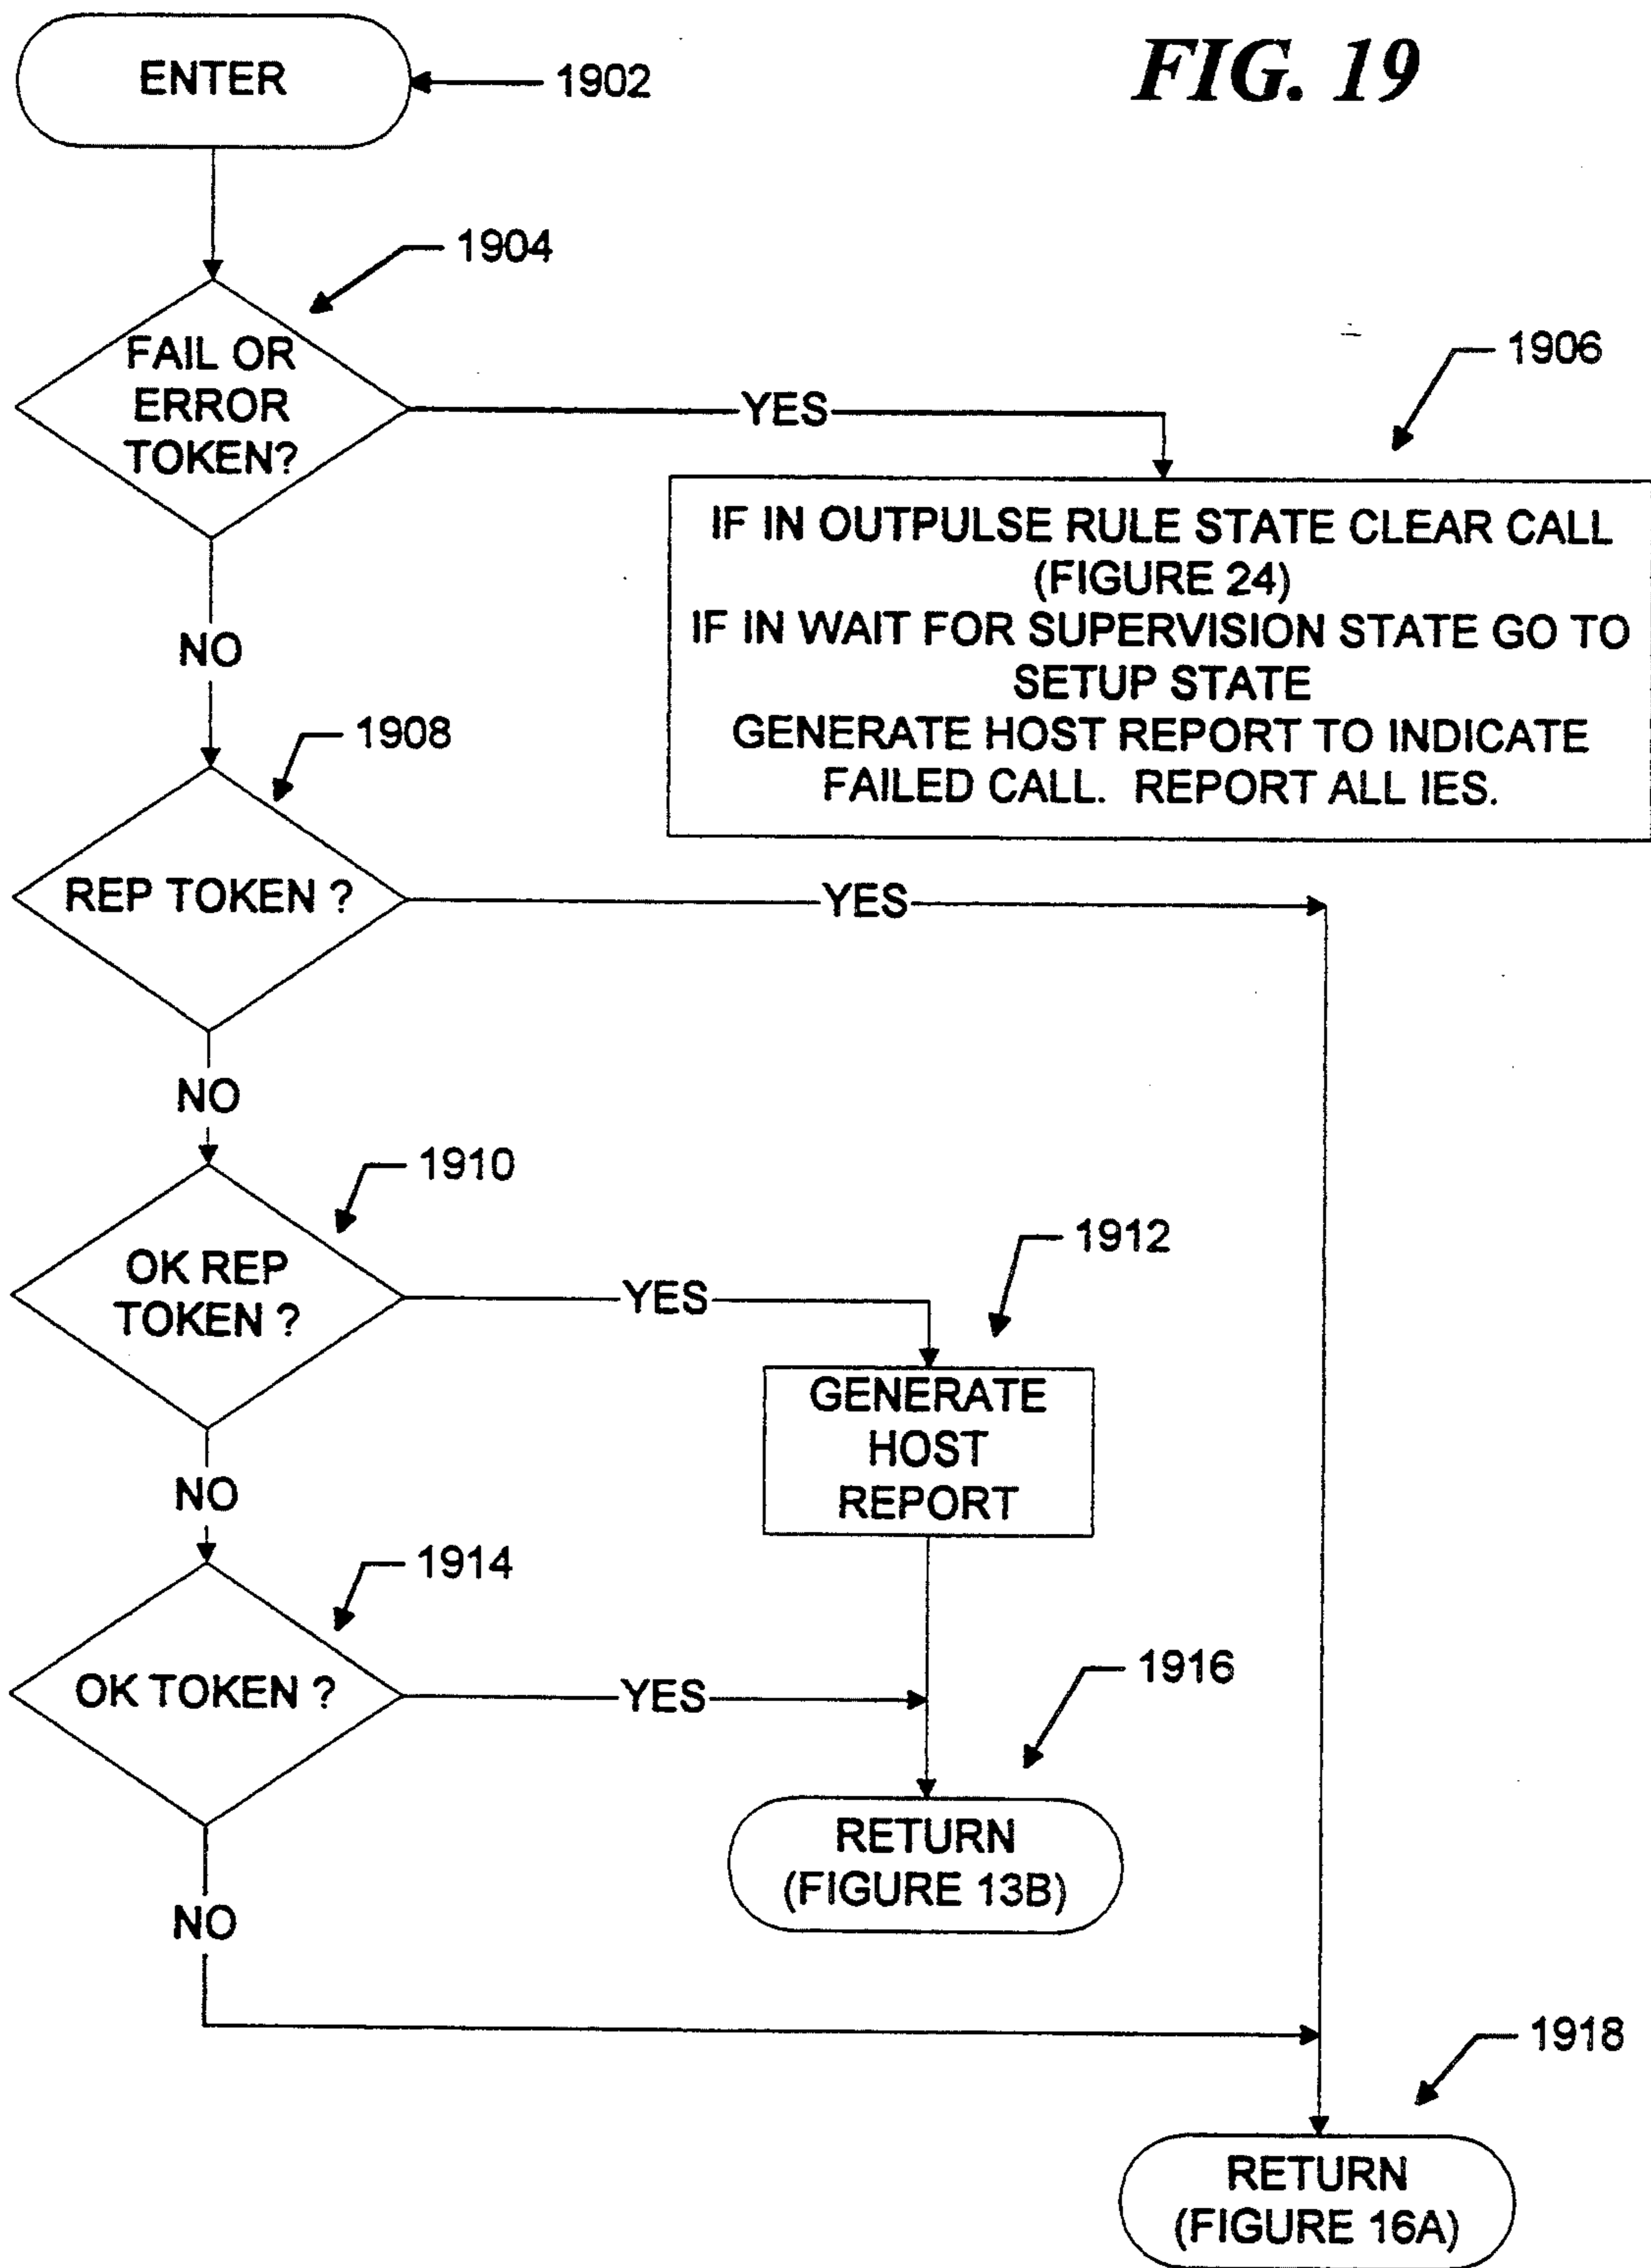 FIG. 19
ENTER
1902
1904
FAIL OR
ERROR
TOKEN?
YES
1906
IF IN OUTPULSE RULE STATE CLEAR CALL
(FIGURE 24)
IF IN WAIT FOR SUPERVISION STATE GO TO
SETUP STATE
GENERATE HOST REPORT TO INDICATE
FAILED CALL. REPORT ALL IES.
NO
1908
REP TOKEN ?
YES
NO
1910
OK REP
TOKEN ?
YES
1912
GENERATE
HOST
REPORT
NO
1914
OK TOKEN ?
YES
1916
RETURN
(FIGURE 13B)
NO
1918
RETURN
(FIGURE 16A)